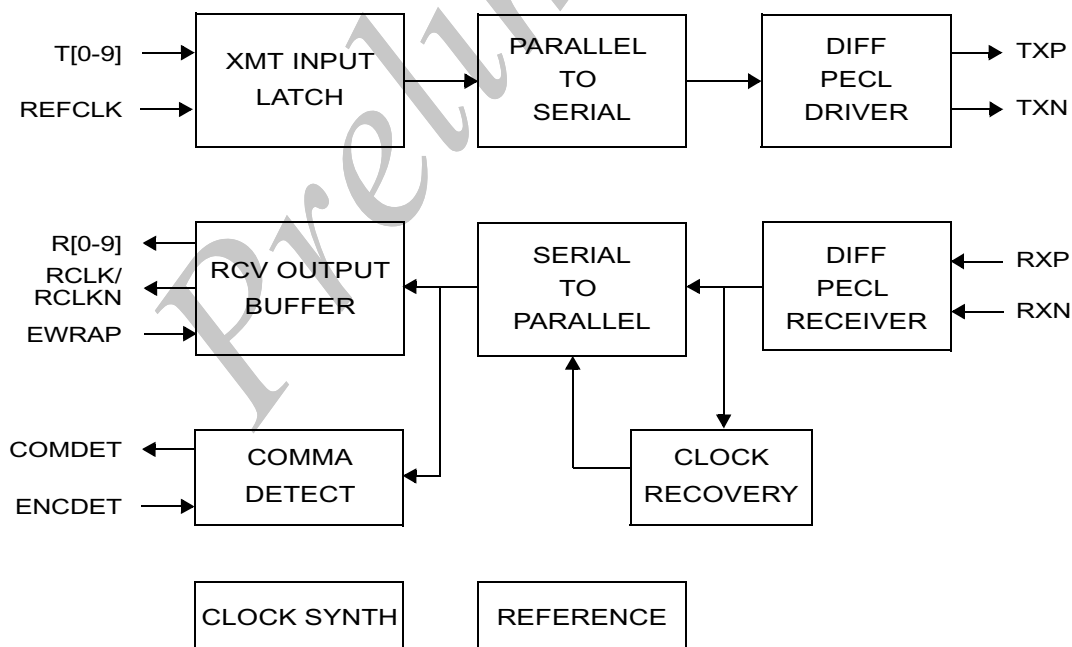 T[0-9]
REFCLK
XMT INPUT
LATCH
PARALLEL
TO
SERIAL
DIFF
PECL
DRIVER
TXP
TXN
R[0-9]
RCLK/
RCLKN
EWRAP
RCV OUTPUT
BUFFER
SERIAL
TO
PARALLEL
DIFF
PECL
RECEIVER
RXP
RXN
COMDET
ENCDET
COMMA
DETECT
CLOCK
RECOVERY
CLOCK SYNTH
REFERENCE
Prelim